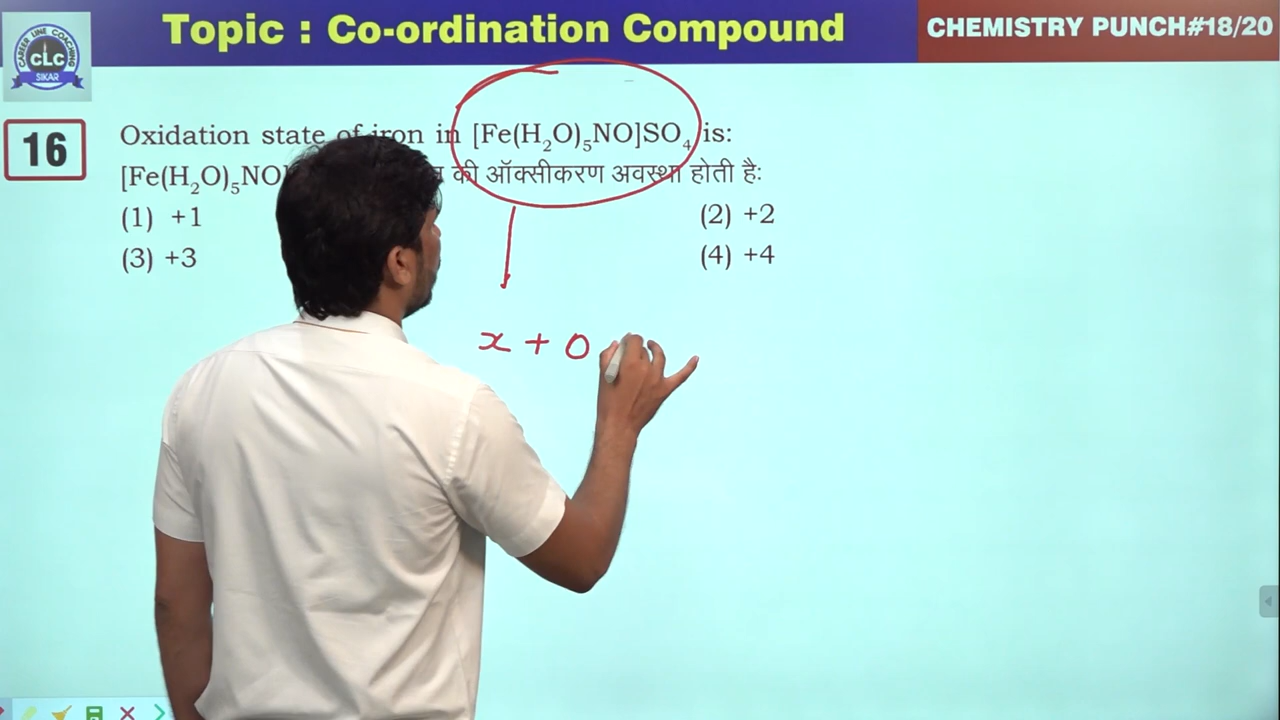 Topic : Co-ordination Compound
CHEMISTRY PUNCH#18/20
CAREER LINE COACHING
CLC
SIKAR
16
Oxidation state of iron in [Fe(H₂O)₅NO]SO₄ is:
[Fe(H₂O)₅NO] की ऑक्सीकरण अवस्था होती है:
(1) +1
(2) +2
(3) +3
(4) +4
x + 0